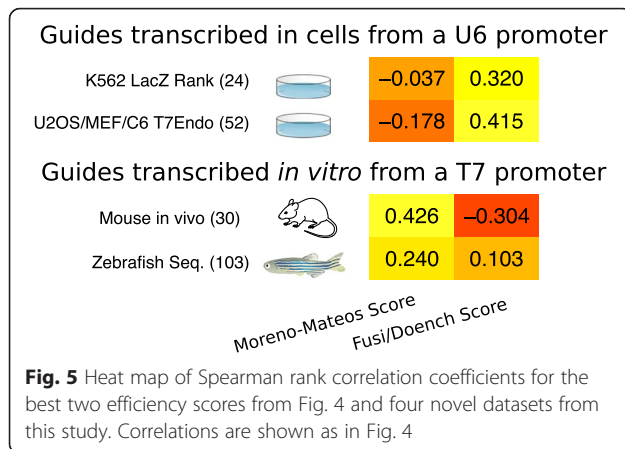 Guides transcribed in cells from a U6 promoter
K562 LacZ Rank (24) –0.037 0.320
U2OS/MEF/C6 T7Endo (52) –0.178 0.415
Guides transcribed in vitro from a T7 promoter
Mouse in vivo (30) 0.426 –0.304
Zebrafish Seq. (103) 0.240 0.103
Moreno-Mateos Score
Fusi/Doench Score
Fig. 5 Heat map of Spearman rank correlation coefficients for the
best two efficiency scores from Fig. 4 and four novel datasets from
this study. Correlations are shown as in Fig. 4